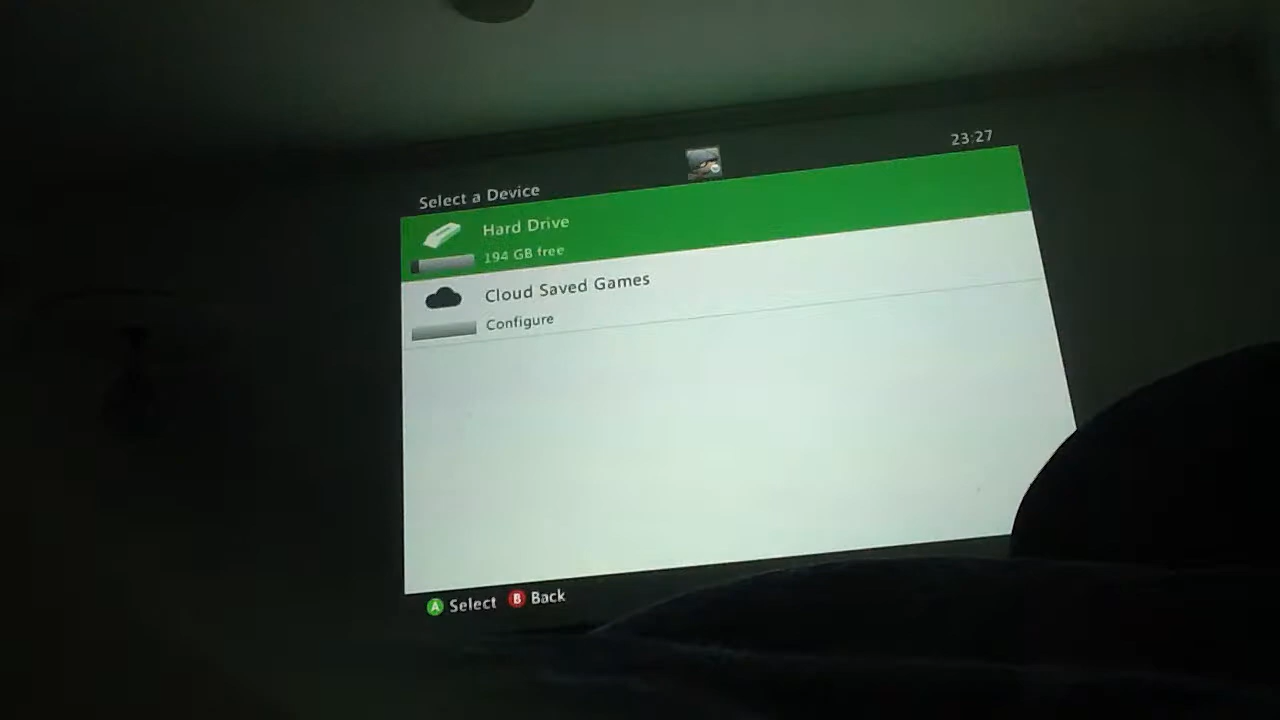 23:27
Select a Device
Hard Drive
194 GB free
Cloud Saved Games
Configure
A Select B Back